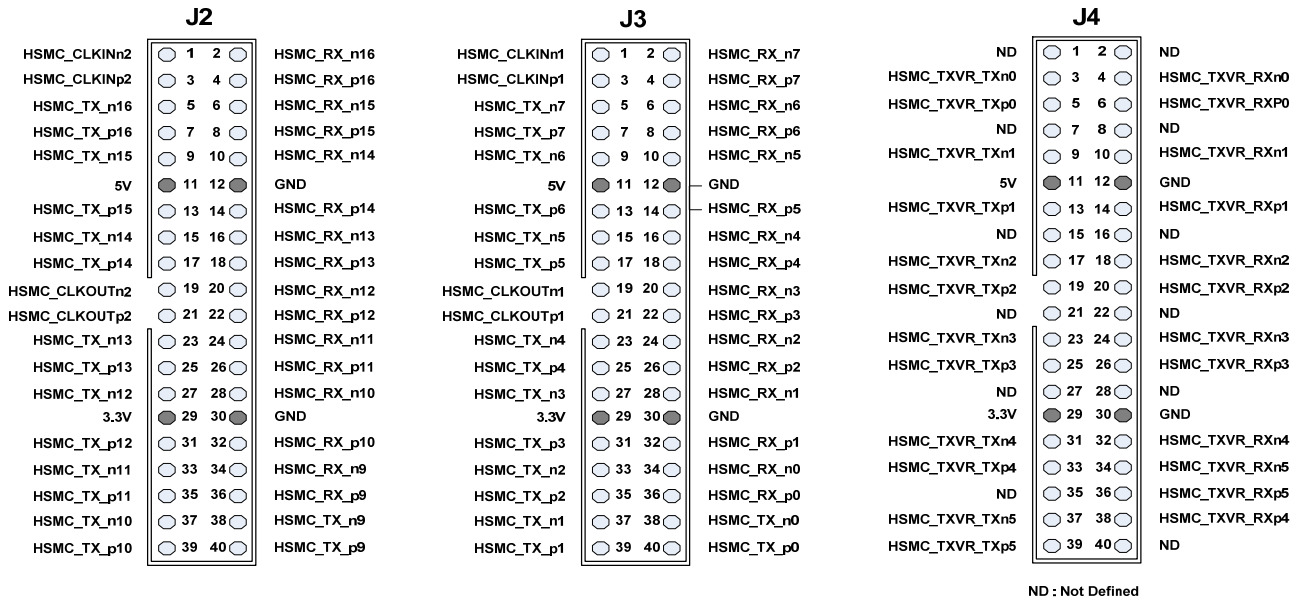 J2 J3 J4
HSMC_CLKINn2 1 2 HSMC_RX_n16 HSMC_CLKINn1 1 2 HSMC_RX_n7 ND 1 2 ND
HSMC_CLKINp2 3 4 HSMC_RX_p16 HSMC_CLKINp1 3 4 HSMC_RX_p7 HSMC_TXVR_TXn0 3 4 HSMC_TXVR_RXn0
HSMC_TX_n16 5 6 HSMC_RX_n15 HSMC_TX_n7 5 6 HSMC_RX_n6 HSMC_TXVR_TXp0 5 6 HSMC_TXVR_RXP0
HSMC_TX_p16 7 8 HSMC_RX_p15 HSMC_TX_p7 7 8 HSMC_RX_p6 ND 7 8 ND
HSMC_TX_n15 9 10 HSMC_RX_n14 HSMC_TX_n6 9 10 HSMC_RX_n5 HSMC_TXVR_TXn1 9 10 HSMC_TXVR_RXn1
5V 11 12 GND 5V 11 12 GND 5V 11 12 GND
HSMC_TX_p15 13 14 HSMC_RX_p14 HSMC_TX_p6 13 14 HSMC_RX_p5 HSMC_TXVR_TXp1 13 14 HSMC_TXVR_RXp1
HSMC_TX_n14 15 16 HSMC_RX_n13 HSMC_TX_n5 15 16 HSMC_RX_n4 ND 15 16 ND
HSMC_TX_p14 17 18 HSMC_RX_p13 HSMC_TX_p5 17 18 HSMC_RX_p4 HSMC_TXVR_TXn2 17 18 HSMC_TXVR_RXn2
HSMC_CLKOUTn2 19 20 HSMC_RX_n12 HSMC_CLKOUTn1 19 20 HSMC_RX_n3 HSMC_TXVR_TXp2 19 20 HSMC_TXVR_RXp2
HSMC_CLKOUTp2 21 22 HSMC_RX_p12 HSMC_CLKOUTp1 21 22 HSMC_RX_p3 ND 21 22 ND
HSMC_TX_n13 23 24 HSMC_RX_n11 HSMC_TX_n4 23 24 HSMC_RX_n2 HSMC_TXVR_TXn3 23 24 HSMC_TXVR_RXn3
HSMC_TX_p13 25 26 HSMC_RX_p11 HSMC_TX_p4 25 26 HSMC_RX_p2 HSMC_TXVR_TXp3 25 26 HSMC_TXVR_RXp3
HSMC_TX_n12 27 28 HSMC_RX_n10 HSMC_TX_n3 27 28 HSMC_RX_n1 ND 27 28 ND
3.3V 29 30 GND 3.3V 29 30 GND 3.3V 29 30 GND
HSMC_TX_p12 31 32 HSMC_RX_p10 HSMC_TX_p3 31 32 HSMC_RX_p1 HSMC_TXVR_TXn4 31 32 HSMC_TXVR_RXn4
HSMC_TX_n11 33 34 HSMC_RX_n9 HSMC_TX_n2 33 34 HSMC_RX_n0 HSMC_TXVR_TXp4 33 34 HSMC_TXVR_RXn5
HSMC_TX_p11 35 36 HSMC_RX_p9 HSMC_TX_p2 35 36 HSMC_RX_p0 ND 35 36 HSMC_TXVR_RXp5
HSMC_TX_n10 37 38 HSMC_TX_n9 HSMC_TX_n1 37 38 HSMC_TX_n0 HSMC_TXVR_TXn5 37 38 HSMC_TXVR_RXp4
HSMC_TX_p10 39 40 HSMC_TX_p9 HSMC_TX_p1 39 40 HSMC_TX_p0 HSMC_TXVR_TXp5 39 40 ND
ND : Not Defined